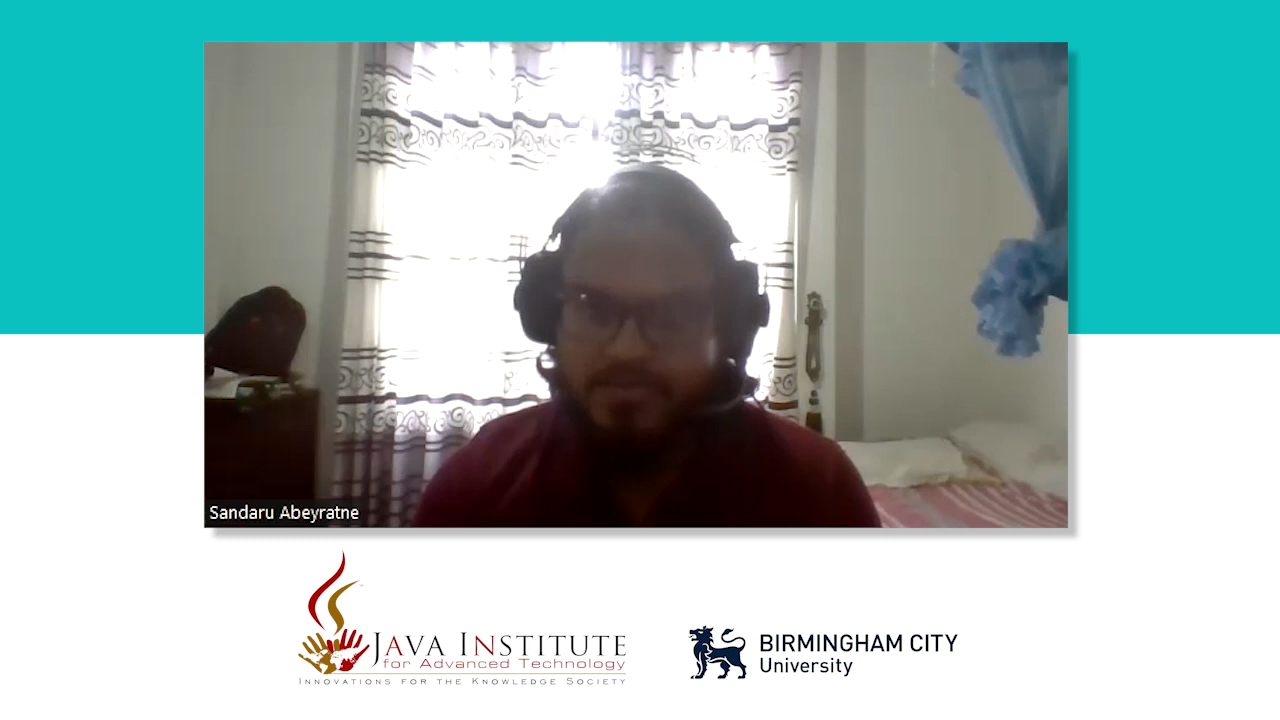 Sandaru Abeyratne
JAVA INSTITUTE
for Advanced Technology
INNOVATIONS FOR THE KNOWLEDGE SOCIETY
BIRMINGHAM CITY
University